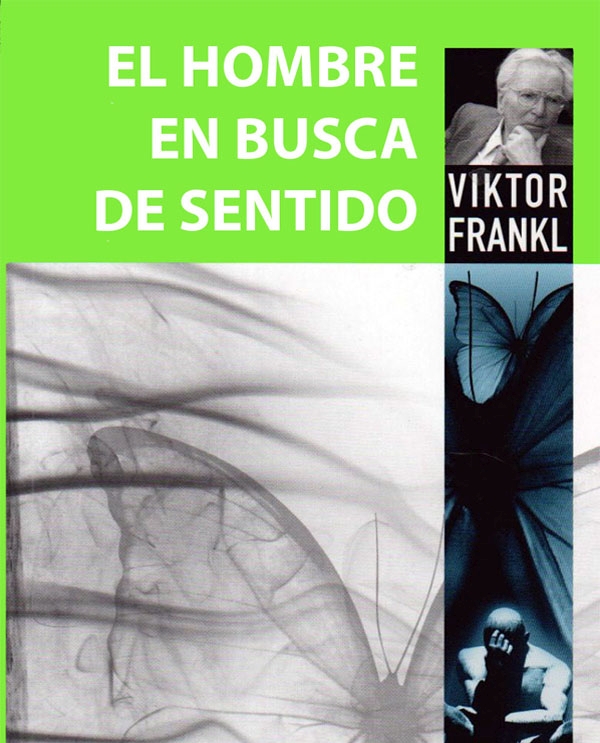 EL HOMBRE
EN BUSCA
DE SENTIDO
VIKTOR
FRANKL